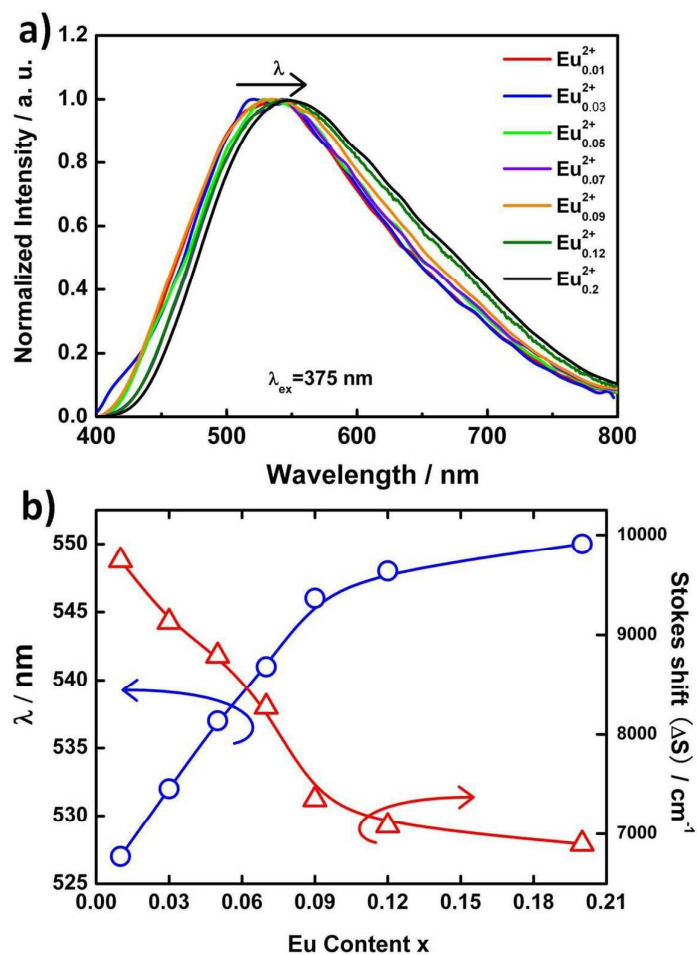 a)
1.2
1.0
0.8
0.6
0.4
0.2
0.0
Normalized Intensity / a. u.
λ
Eu²⁺₀.₀₁
Eu²⁺₀.₀₃
Eu²⁺₀.₀₅
Eu²⁺₀.₀₇
Eu²⁺₀.₀₉
Eu²⁺₀.₁₂
Eu²⁺₀.₂
λₑₓ=375 nm
400 500 600 700 800
Wavelength / nm
b)
550
545
540
535
530
525
λ / nm
10000
9000
8000
7000
Stokes shift (ΔS) / cm⁻¹
0.00 0.03 0.06 0.09 0.12 0.15 0.18 0.21
Eu Content x